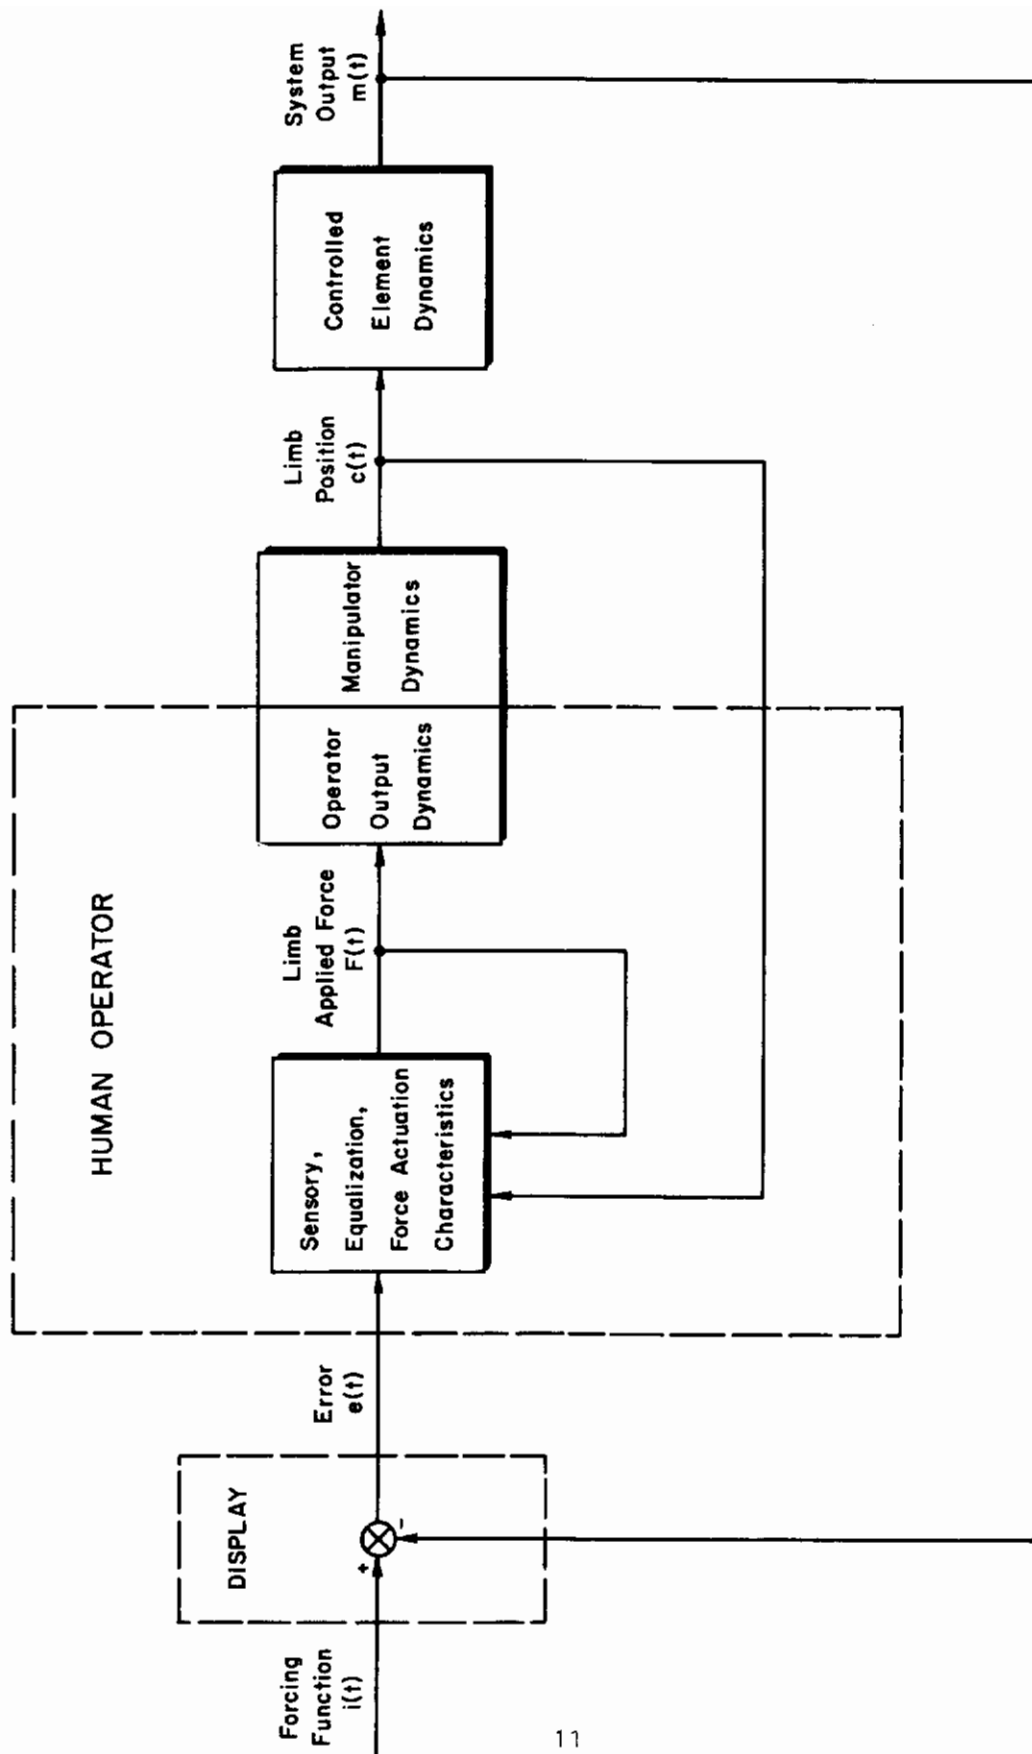 HUMAN OPERATOR
DISPLAY
Forcing
Function
i(t)
+
-
Error
e(t)
Sensory,
Equalization,
Force Actuation
Characteristics
Limb
Applied Force
F(t)
Operator
Output
Dynamics
Manipulator
Dynamics
Limb
Position
c(t)
Controlled
Element
Dynamics
System
Output
m(t)
11